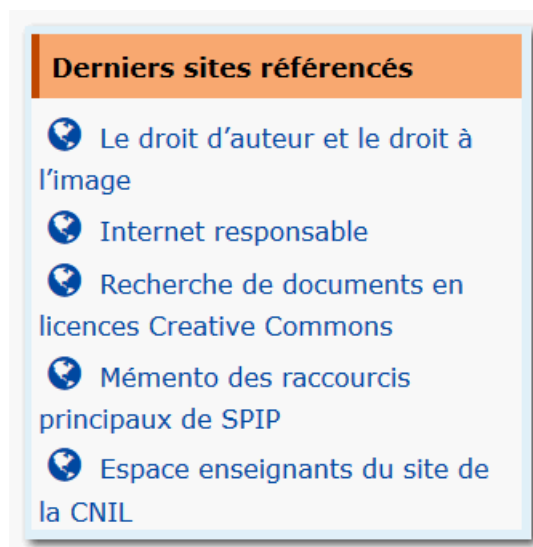 Derniers sites référencés
Le droit d’auteur et le droit à
l’image
Internet responsable
Recherche de documents en
licences Creative Commons
Mémento des raccourcis
principaux de SPIP
Espace enseignants du site de
la CNIL